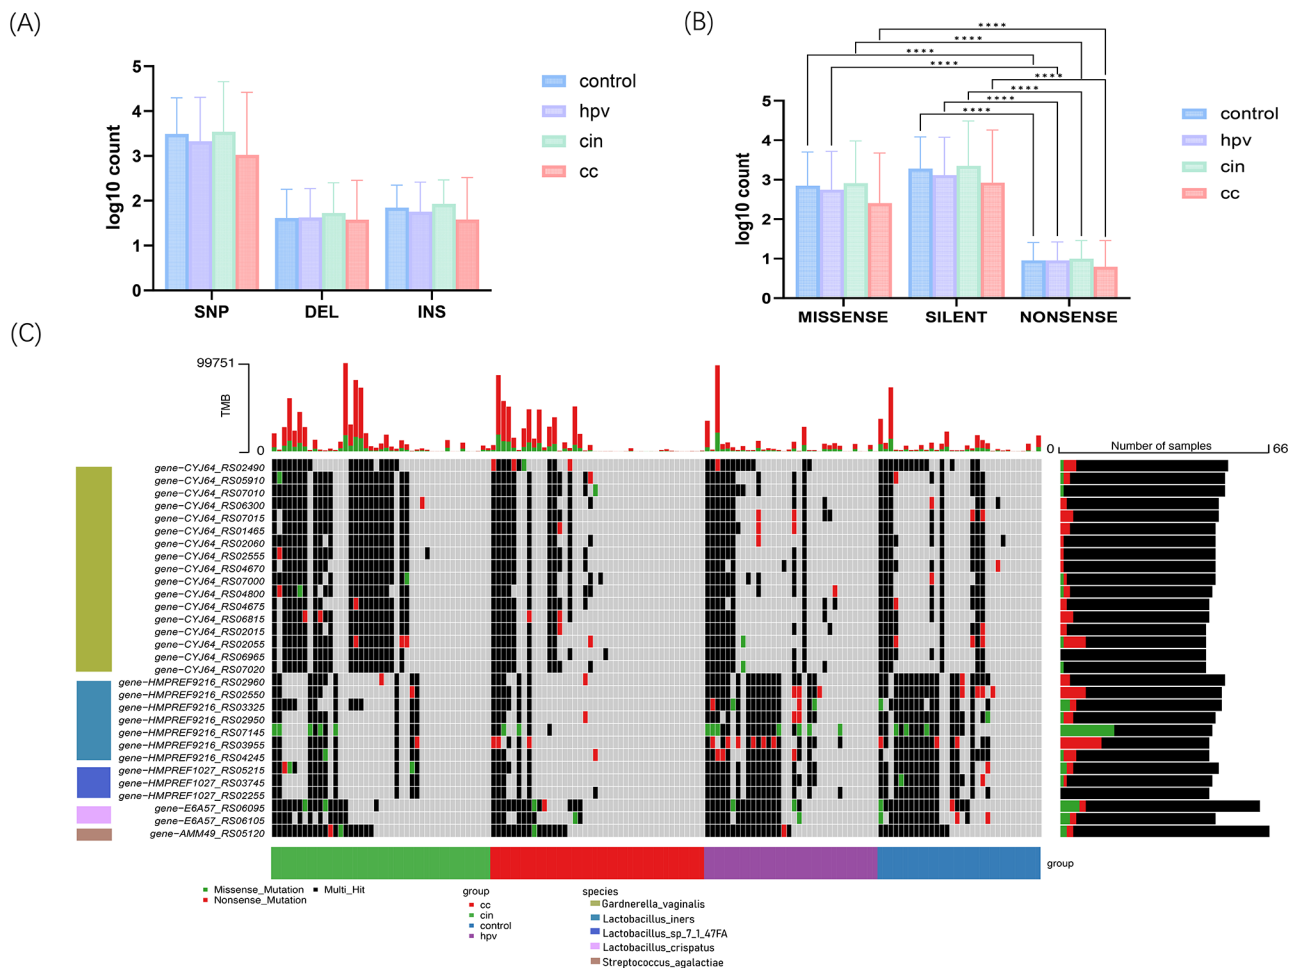 (A)
5
4
3
2
1
0
log10 count
SNP
DEL
INS
control
hpv
cin
cc
(B)
****
****
****
****
****
****
****
****
5
4
3
2
1
0
log10 count
MISSENSE
SILENT
NONSENSE
control
hpv
cin
cc
(C)
99751
TMB
0
0
Number of samples
66
gene-CYJ64_RS02490
gene-CYJ64_RS05910
gene-CYJ64_RS07010
gene-CYJ64_RS06300
gene-CYJ64_RS07015
gene-CYJ64_RS01465
gene-CYJ64_RS02060
gene-CYJ64_RS02555
gene-CYJ64_RS04670
gene-CYJ64_RS07000
gene-CYJ64_RS04800
gene-CYJ64_RS04675
gene-CYJ64_RS06815
gene-CYJ64_RS02015
gene-CYJ64_RS02055
gene-CYJ64_RS06965
gene-CYJ64_RS07020
gene-HMPREF9216_RS02960
gene-HMPREF9216_RS02550
gene-HMPREF9216_RS03325
gene-HMPREF9216_RS02950
gene-HMPREF9216_RS07145
gene-HMPREF9216_RS03955
gene-HMPREF9216_RS04245
gene-HMPREF1027_RS05215
gene-HMPREF1027_RS03745
gene-HMPREF1027_RS02255
gene-E6A57_RS06095
gene-E6A57_RS06105
gene-AMM49_RS05120
group
Missense_Mutation
Multi_Hit
Nonsense_Mutation
group
cc
cin
control
hpv
species
Gardnerella_vaginalis
Lactobacillus_iners
Lactobacillus_sp_7_1_47FA
Lactobacillus_crispatus
Streptococcus_agalactiae